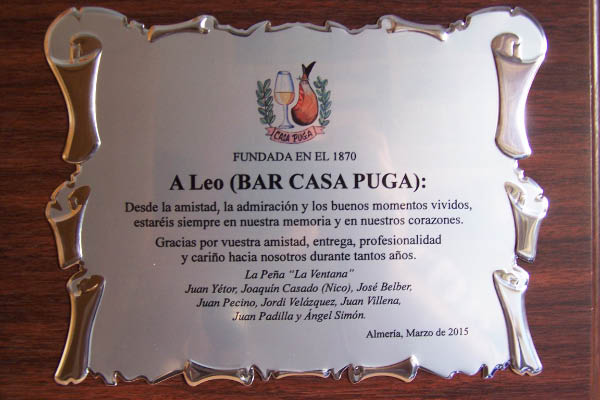 CASA PUGA
FUNDADA EN EL 1870
A Leo (BAR CASA PUGA):
Desde la amistad, la admiración y los buenos momentos vividos,
estaréis siempre en nuestra memoria y en nuestros corazones.
Gracias por vuestra amistad, entrega, profesionalidad
y cariño hacia nosotros durante tantos años.
La Peña “La Ventana”
Juan Yétor, Joaquín Casado (Nico), José Belber,
Juan Pecino, Jordi Velázquez, Juan Villena,
Juan Padilla y Ángel Simón.
Almería, Marzo de 2015